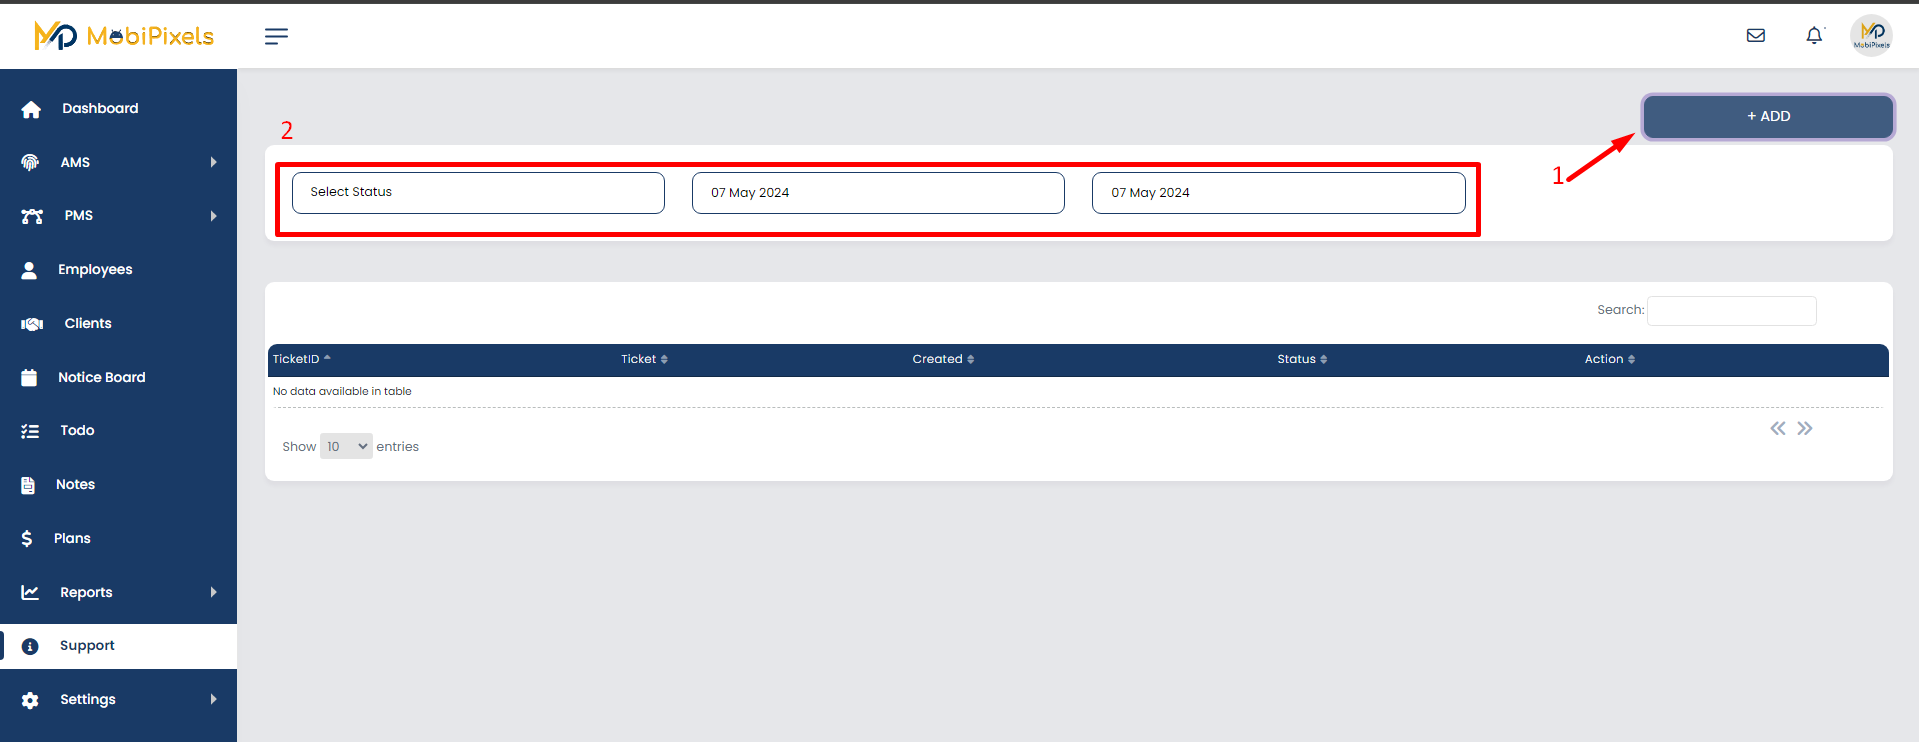 MobiPixels
MobiPixels
Dashboard
AMS
PMS
Employees
Clients
Notice Board
Todo
Notes
Plans
Reports
Support
Settings
+ ADD
1
2
Select Status
07 May 2024
07 May 2024
Search:
TicketID Ticket Created Status Action
No data available in table
Show 10 entries